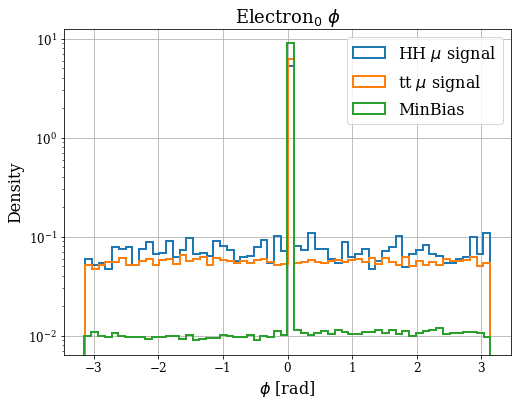 Electron₀ ϕ
HH μ signal
tt μ signal
MinBias
Density
10¹
10⁰
10⁻¹
10⁻²
−3 −2 −1 0 1 2 3
ϕ [rad]